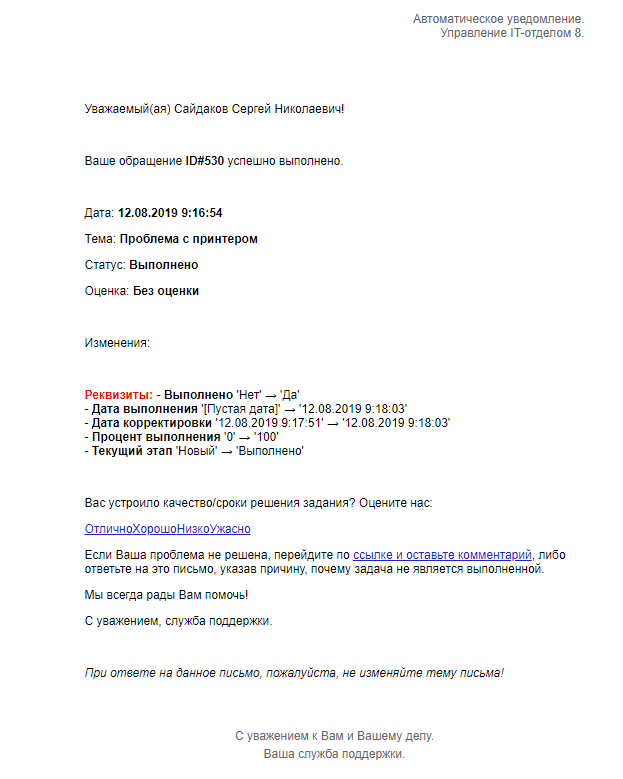 Автоматическое уведомление.
Управление IT-отделом 8.
Уважаемый(ая) Сайдаков Сергей Николаевич!
Ваше обращение ID#530 успешно выполнено.
Дата: 12.08.2019 9:16:54
Тема: Проблема с принтером
Статус: Выполнено
Оценка: Без оценки
Изменения:
Реквизиты: - Выполнено 'Нет' → 'Да'
- Дата выполнения '[Пустая дата]' → '12.08.2019 9:18:03'
- Дата корректировки '12.08.2019 9:17:51' → '12.08.2019 9:18:03'
- Процент выполнения '0' → '100'
- Текущий этап 'Новый' → 'Выполнено'
Вас устроило качество/сроки решения задания? Оцените нас:
ОтличноХорошоНизкоУжасно
Если Ваша проблема не решена, перейдите по ссылке и оставьте комментарий, либо
ответьте на это письмо, указав причину, почему задача не является выполненной.
Мы всегда рады Вам помочь!
С уважением, служба поддержки.
При ответе на данное письмо, пожалуйста, не изменяйте тему письма!
С уважением к Вам и Вашему делу.
Ваша служба поддержки.